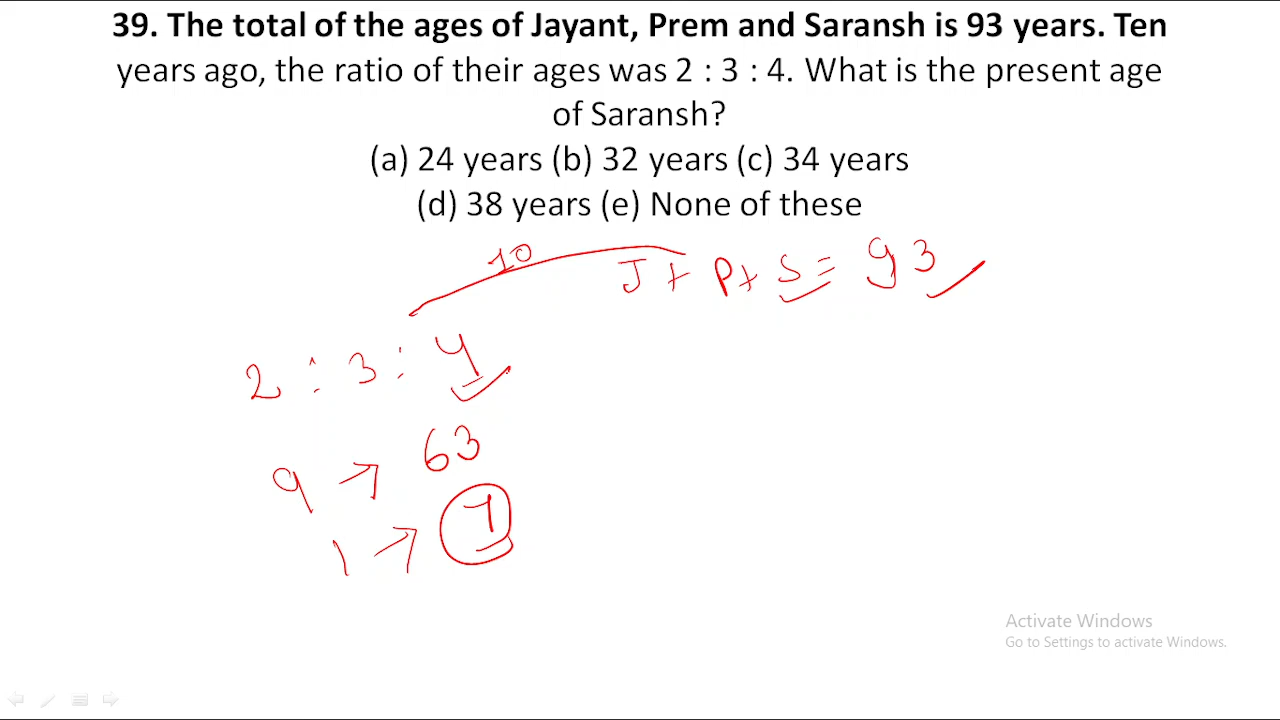 39. The total of the ages of Jayant, Prem and Saransh is 93 years. Ten
years ago, the ratio of their ages was 2 : 3 : 4. What is the present age
of Saransh?
(a) 24 years (b) 32 years (c) 34 years
(d) 38 years (e) None of these
10
J + P + S = 93
2 : 3 : 4
9 → 63
1 → 7
Activate Windows
Go to Settings to activate Windows.